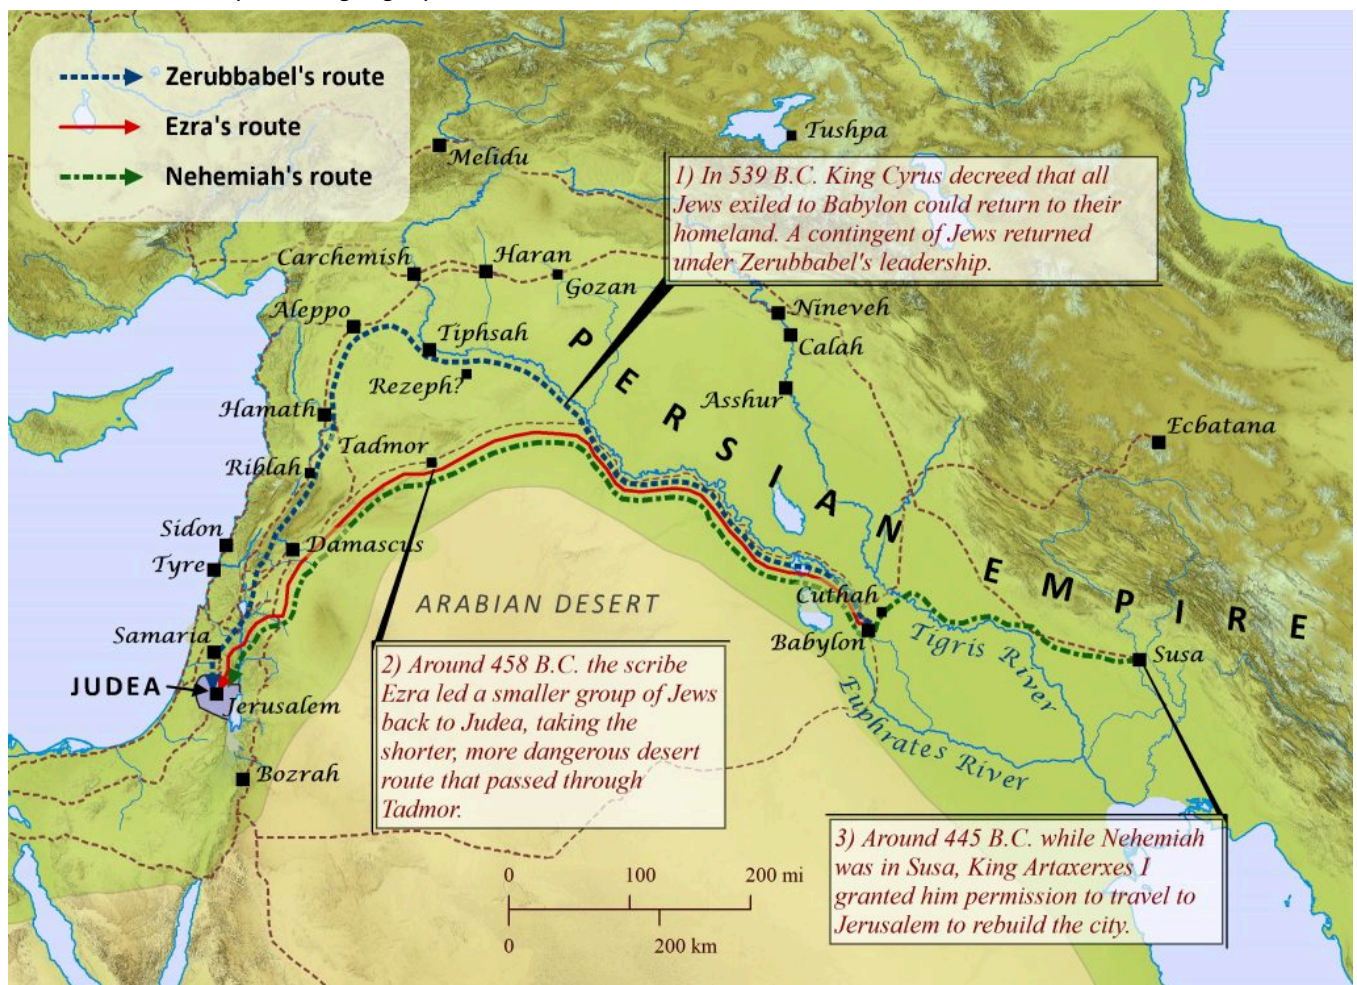 Zerubbabel's route
Ezra's route
Nehemiah's route
Tushpa
Melidu
1) In 539 B.C. King Cyrus decreed that all
Jews exiled to Babylon could return to their
homeland. A contingent of Jews returned
under Zerubbabel's leadership.
Carchemish
Haran
Gozan
Aleppo
Tiphsah
Rezeph?
Nineveh
Calah
Asshur
Hamath
Tadmor
Riblah
Ecbatana
PERSIAN EMPIRE
Sidon
Tyre
Damascus
ARABIAN DESERT
Cuthah
Babylon
Tigris River
Susa
Samaria
JUDEA
Jerusalem
Euphrates River
Bozrah
2) Around 458 B.C. the scribe
Ezra led a smaller group of Jews
back to Judea, taking the
shorter, more dangerous desert
route that passed through
Tadmor.
3) Around 445 B.C. while Nehemiah
was in Susa, King Artaxerxes I
granted him permission to travel to
Jerusalem to rebuild the city.
0 100 200 mi
0 200 km